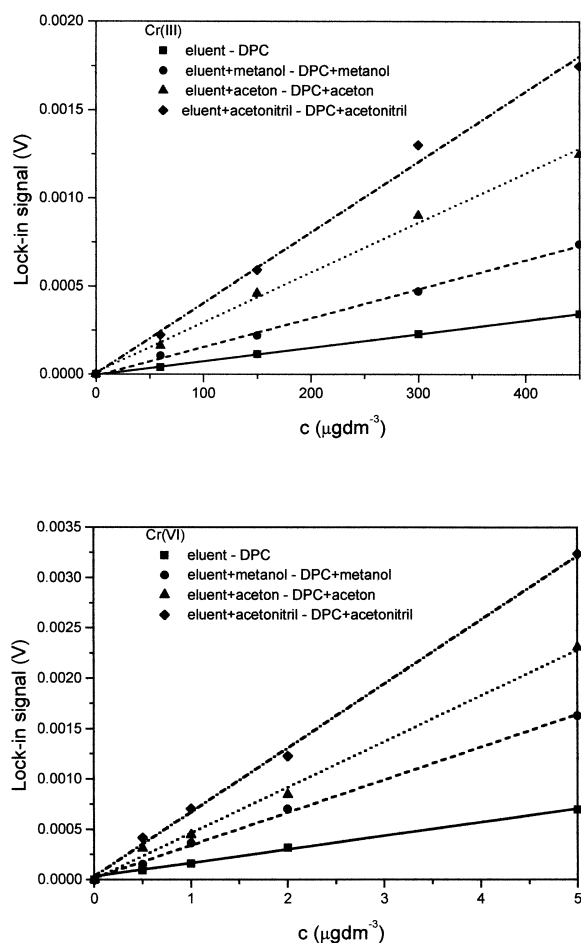 Cr(III)
eluent - DPC
eluent+metanol - DPC+metanol
eluent+aceton - DPC+aceton
eluent+acetonitril - DPC+acetonitril
0.0020
0.0015
0.0010
0.0005
0.0000
Lock-in signal (V)
0 100 200 300 400
c (μgdm⁻³)
Cr(VI)
eluent - DPC
eluent+metanol - DPC+metanol
eluent+aceton - DPC+aceton
eluent+acetonitril - DPC+acetonitril
0.0035
0.0030
0.0025
0.0020
0.0015
0.0010
0.0005
0.0000
Lock-in signal (V)
0 1 2 3 4 5
c (μgdm⁻³)